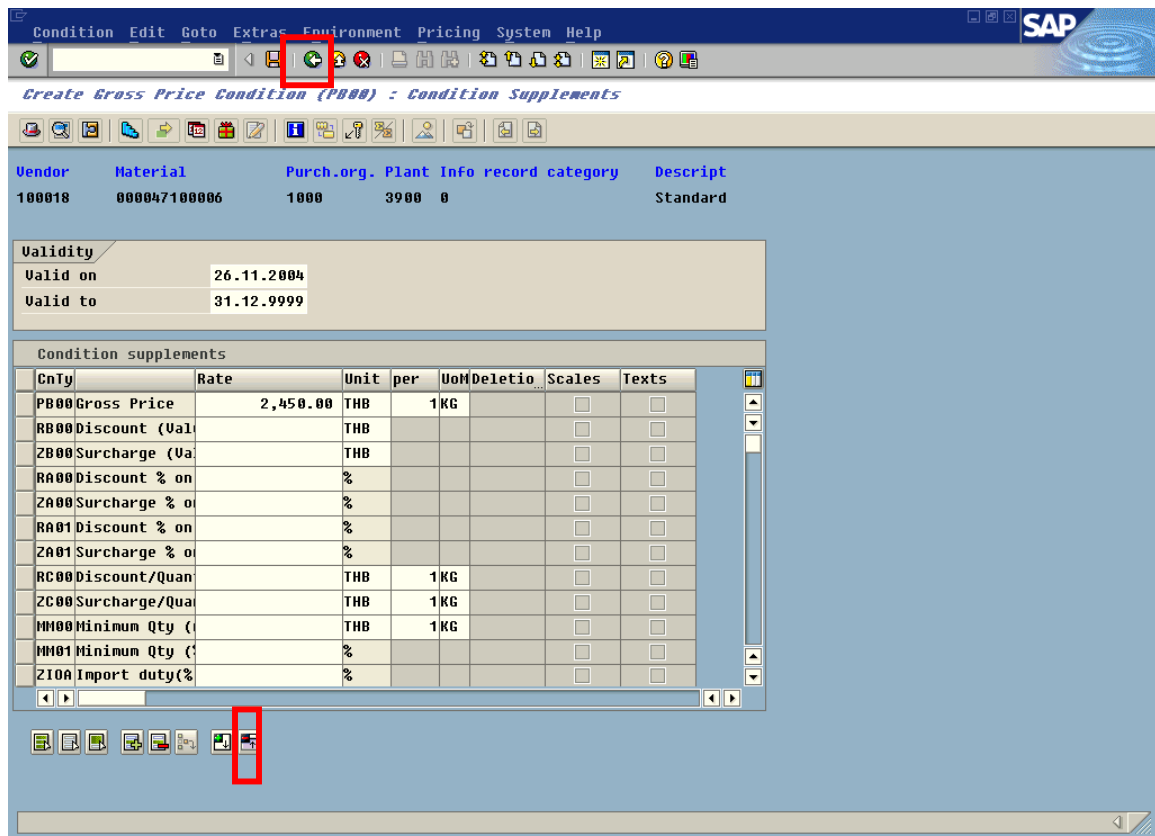 Condition Edit Goto Extras Environment Pricing System Help
SAP
Create Gross Price Condition (PB00) : Condition Supplements
Vendor Material Purch.org. Plant Info record category Descript
100018 000047100006 1000 3900 0 Standard
Validity
Valid on 26.11.2004
Valid to 31.12.9999
Condition supplements
CnTy Rate Unit per UoM Deletio... Scales Texts
PB00 Gross Price 2,450.00 THB 1 KG
RB00 Discount (Val THB
ZB00 Surcharge (Va THB
RA00 Discount % on %
ZA00 Surcharge % o %
RA01 Discount % on %
ZA01 Surcharge % o %
RC00 Discount/Quan THB 1 KG
ZC00 Surcharge/Qua THB 1 KG
MM00 Minimum Qty ( THB 1 KG
MM01 Minimum Qty ( %
ZIOA Import duty(% %